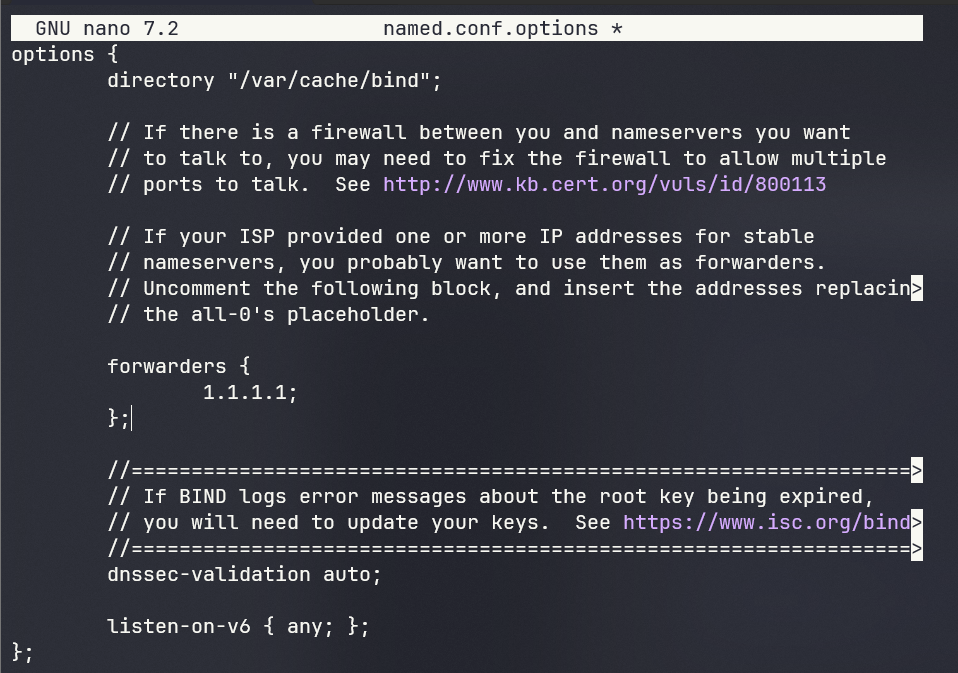 GNU nano 7.2 named.conf.options *
options {
directory "/var/cache/bind";
// If there is a firewall between you and nameservers you want
// to talk to, you may need to fix the firewall to allow multiple
// ports to talk.  See http://www.kb.cert.org/vuls/id/800113
// If your ISP provided one or more IP addresses for stable
// nameservers, you probably want to use them as forwarders.
// Uncomment the following block, and insert the addresses replacin>
// the all-0's placeholder.
forwarders {
1.1.1.1;
};
//=================================================================>
// If BIND logs error messages about the root key being expired,
// you will need to update your keys.  See https://www.isc.org/bind>
//=================================================================>
dnssec-validation auto;
listen-on-v6 { any; };
};